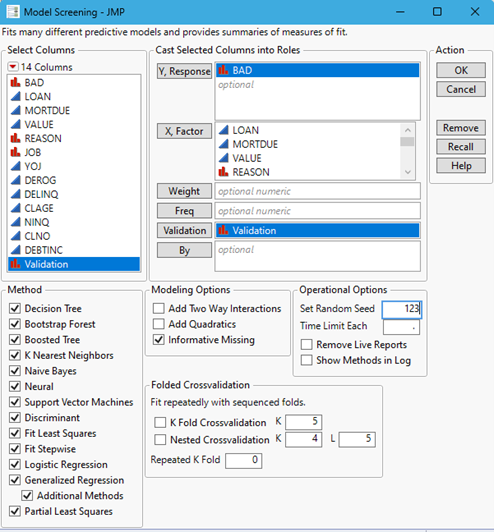 Model Screening - JMP
Fits many different predictive models and provides summaries of measures of fit.
Select Columns
14 Columns
BAD
LOAN
MORTDUE
VALUE
REASON
JOB
YOJ
DEROG
DELINQ
CLAGE
NINQ
CLNO
DEBTINC
Validation
Cast Selected Columns into Roles
Y, Response
BAD
optional
X, Factor
LOAN
MORTDUE
VALUE
REASON
Weight
optional numeric
Freq
optional numeric
Validation
Validation
By
optional
Action
OK
Cancel
Remove
Recall
Help
Method
Decision Tree
Bootstrap Forest
Boosted Tree
K Nearest Neighbors
Naive Bayes
Neural
Support Vector Machines
Discriminant
Fit Least Squares
Fit Stepwise
Logistic Regression
Generalized Regression
Additional Methods
Partial Least Squares
Modeling Options
Add Two Way Interactions
Add Quadratics
Informative Missing
Operational Options
Set Random Seed 123
Time Limit Each .
Remove Live Reports
Show Methods in Log
Folded Crossvalidation
Fit repeatedly with sequenced folds.
K Fold Crossvalidation K 5
Nested Crossvalidation K 4 L 5
Repeated K Fold 0